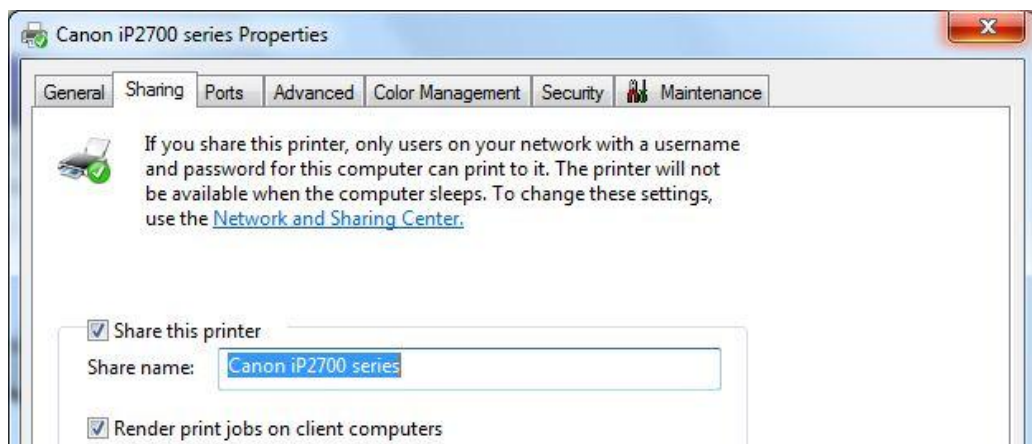 Canon iP2700 series Properties
General Sharing Ports Advanced Color Management Security Maintenance
If you share this printer, only users on your network with a username
and password for this computer can print to it. The printer will not
be available when the computer sleeps. To change these settings,
use the Network and Sharing Center.
Share this printer
Share name: Canon iP2700 series
Render print jobs on client computers